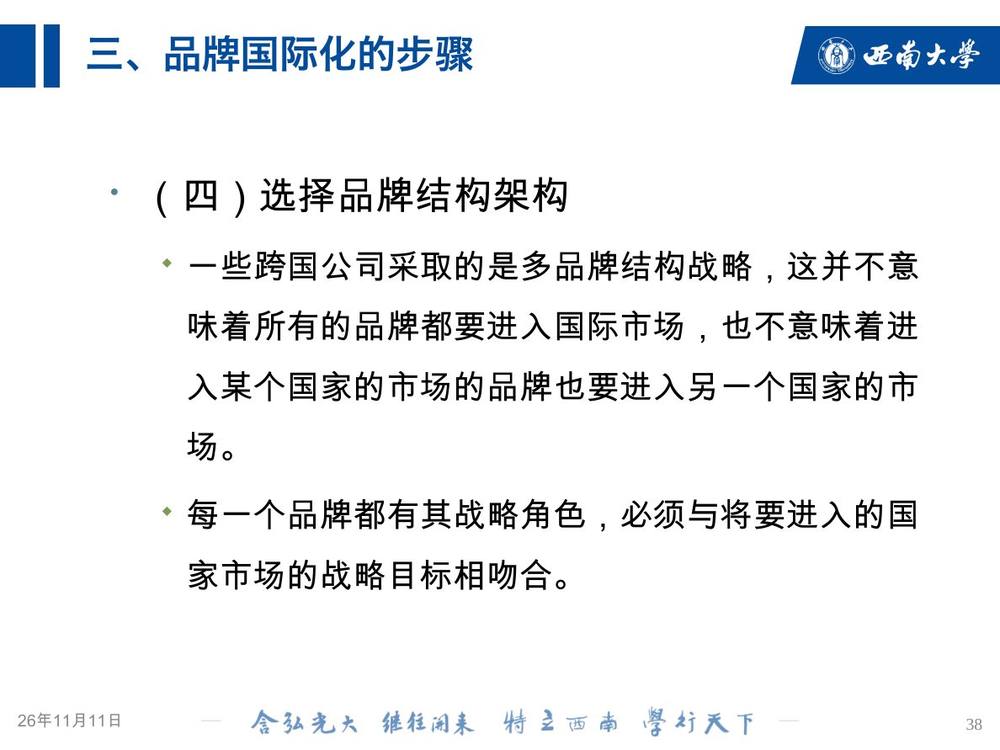 三、品牌国际化的步骤
西南大学
（四）选择品牌结构架构
一些跨国公司采取的是多品牌结构战略，这并不意
味着所有的品牌都要进入国际市场，也不意味着进
入某个国家的市场的品牌也要进入另一个国家的市
场。
每一个品牌都有其战略角色，必须与将要进入的国
家市场的战略目标相吻合。
26年11月11日
含弘光大 继往开来 特立西南 學行天下
38